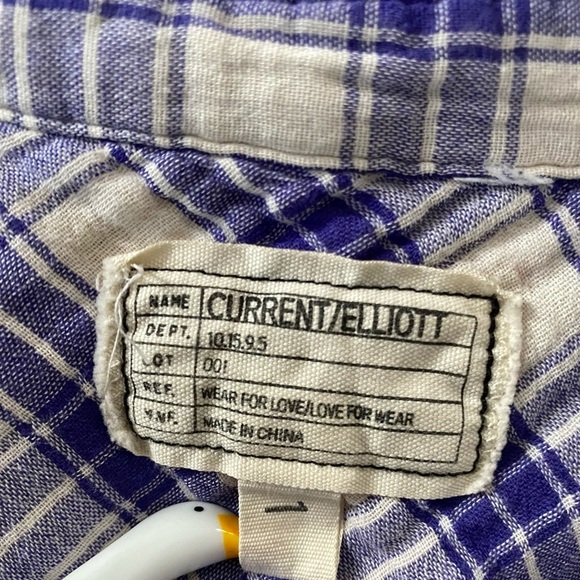 NAME CURRENT/ELLIOTT
DEPT. 10.15.9.5
LOT 001
REF. WEAR FOR LOVE/LOVE FOR WEAR
MNF. MADE IN CHINA
1